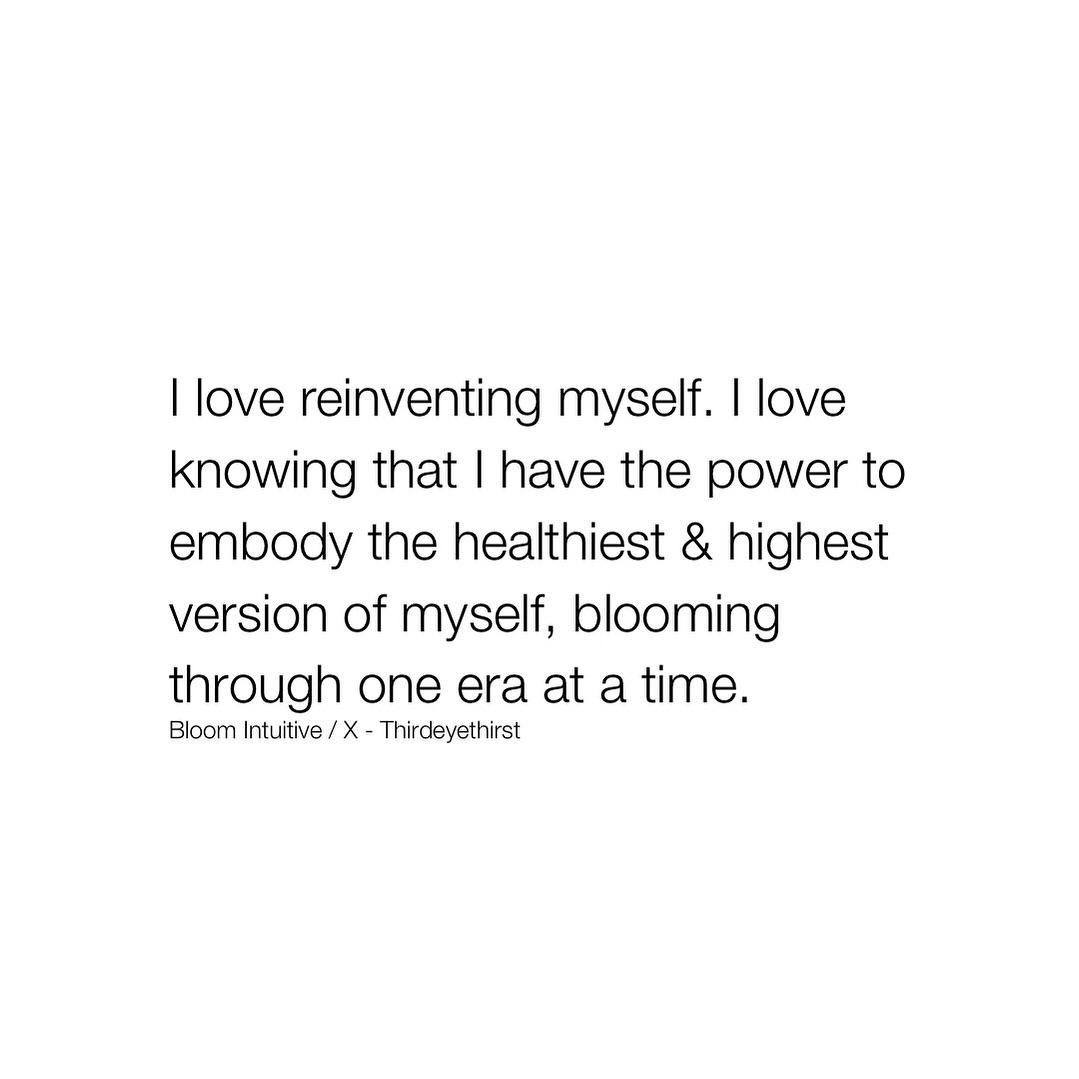 I love reinventing myself. I love
knowing that I have the power to
embody the healthiest & highest
version of myself, blooming
through one era at a time.
Bloom Intuitive / X - Thirdeyethirst